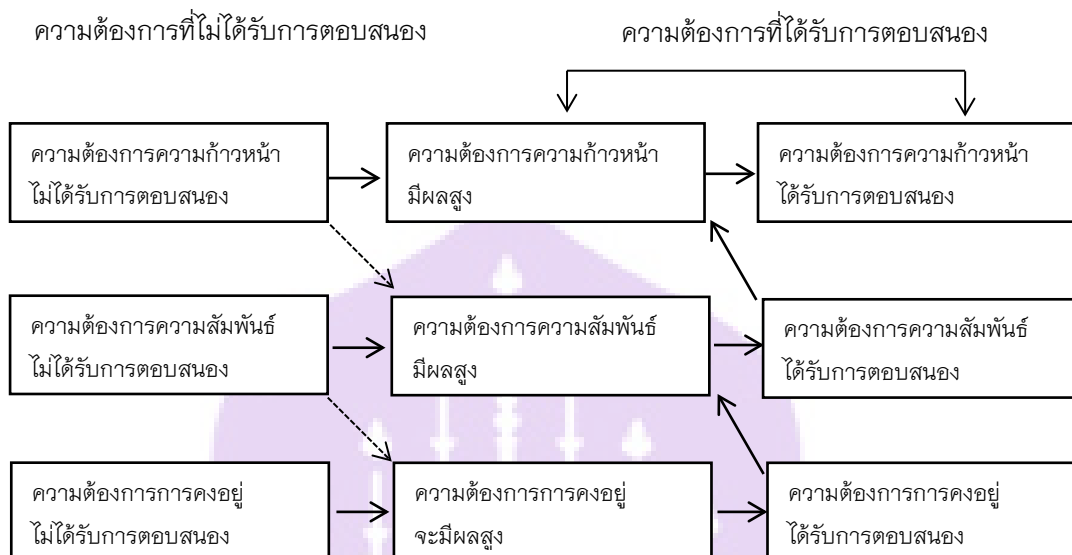 ความต้องการที่ไม่ได้รับการตอบสนอง
ความต้องการที่ได้รับการตอบสนอง
ความต้องการความก้าวหน้า
ไม่ได้รับการตอบสนอง
ความต้องการความก้าวหน้า
มีผลสูง
ความต้องการความก้าวหน้า
ได้รับการตอบสนอง
ความต้องการความสัมพันธ์
ไม่ได้รับการตอบสนอง
ความต้องการความสัมพันธ์
มีผลสูง
ความต้องการความสัมพันธ์
ได้รับการตอบสนอง
ความต้องการการคงอยู่
ไม่ได้รับการตอบสนอง
ความต้องการการคงอยู่
จะมีผลสูง
ความต้องการการคงอยู่
ได้รับการตอบสนอง